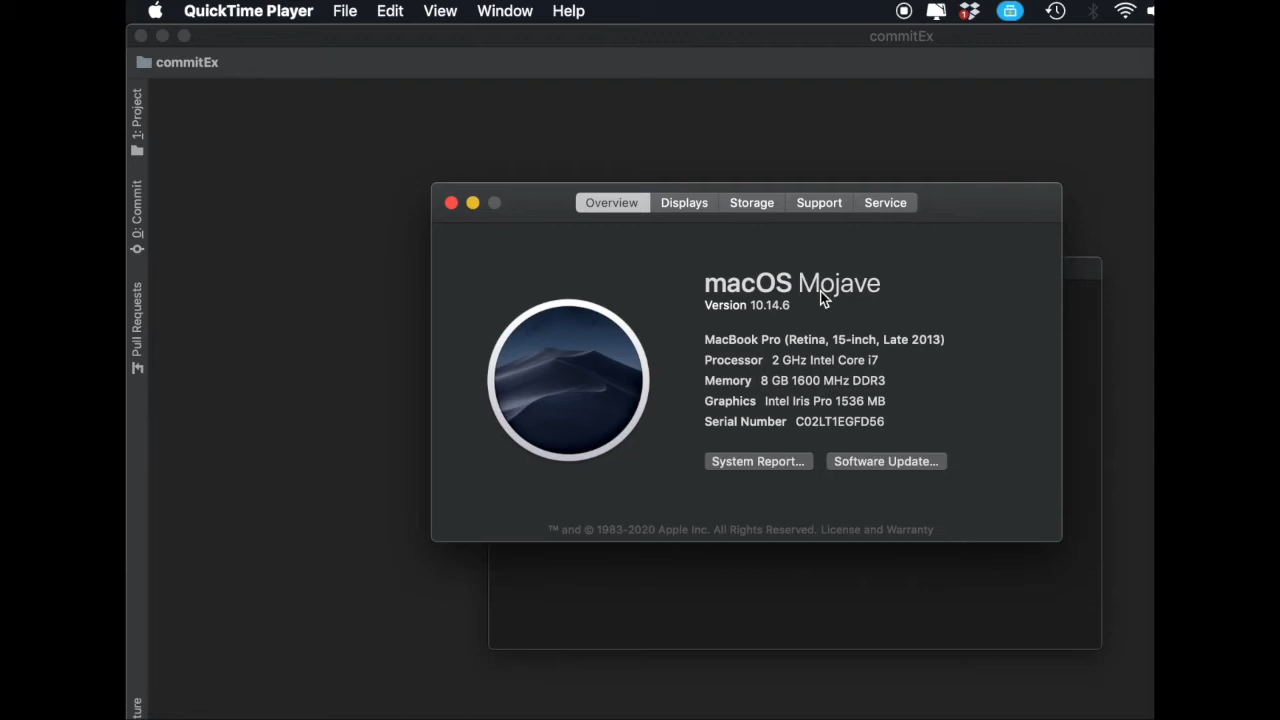 QuickTime Player File Edit View Window Help
commitEx
commitEx
1: Project
0: Commit
Pull Requests
Overview Displays Storage Support Service
macOS Mojave
Version 10.14.6
MacBook Pro (Retina, 15-inch, Late 2013)
Processor 2 GHz Intel Core i7
Memory 8 GB 1600 MHz DDR3
Graphics Intel Iris Pro 1536 MB
Serial Number C02LT1EGFD56
System Report... Software Update...
™ and © 1983-2020 Apple Inc. All Rights Reserved. License and Warranty
ture